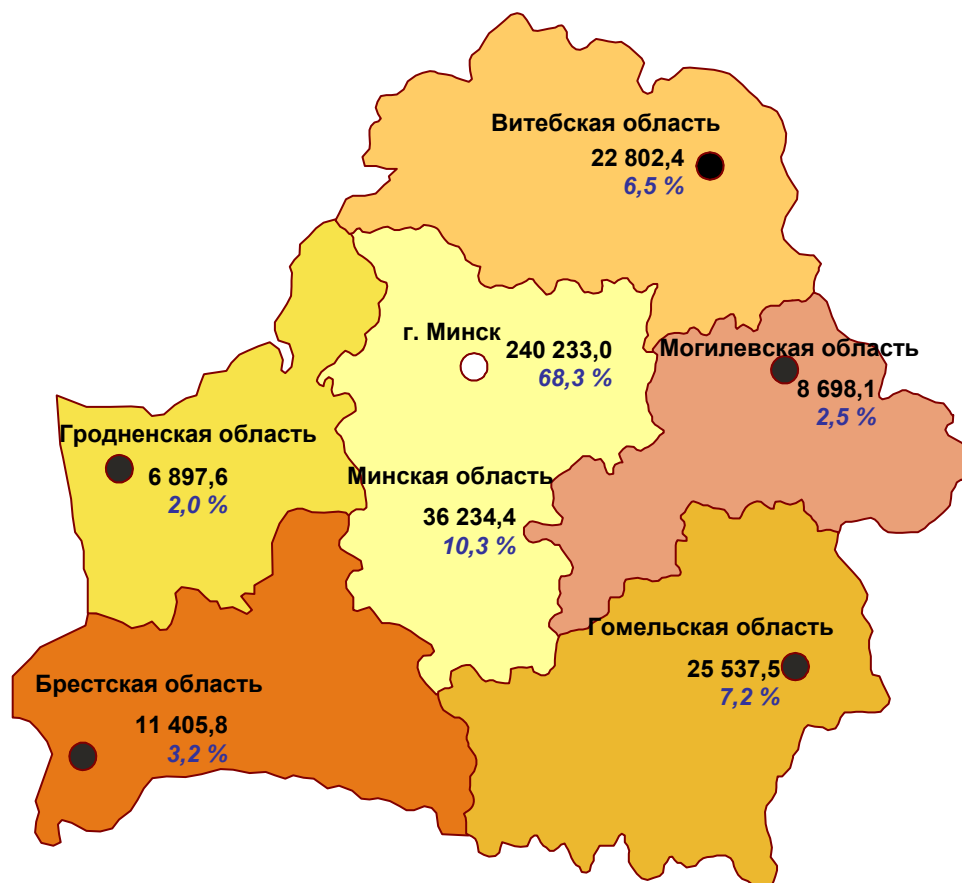 Витебская область
22 802,4
6,5 %
г. Минск
240 233,0
68,3 %
Могилевская область
8 698,1
2,5 %
Гродненская область
6 897,6
2,0 %
Минская область
36 234,4
10,3 %
Гомельская область
25 537,5
7,2 %
Брестская область
11 405,8
3,2 %